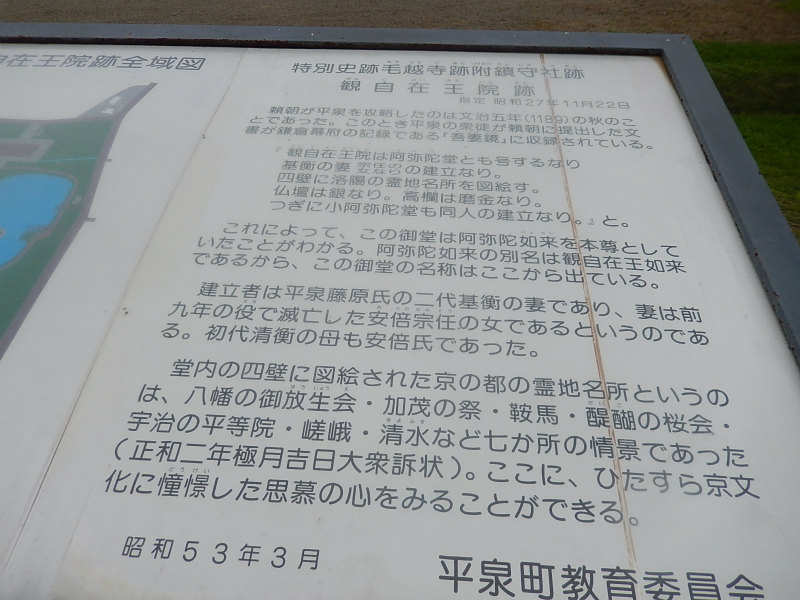 自在王院跡全域図
特別史跡毛越寺跡附鎮守社跡
観自在王院跡
指定 昭和27年11月22日
頼朝が平泉を攻略したのは文治五年(1189)の秋のこ
とであった。このとき平泉の衆徒が頼朝に提出した文
書が鎌倉幕府の記録である「吾妻鏡」に収録されている。
『観自在王院は阿弥陀堂とも号するなり
基衡の妻 宗任の女なり の建立なり。
四壁に洛陽の霊地名所を図絵す。
仏壇は銀なり。高欄は磨金なり。
つぎに小阿弥陀堂も同人の建立なり。』と。
これによって、この御堂は阿弥陀如来を本尊として
いたことがわかる。阿弥陀如来の別名は観自在王如来
であるから、この御堂の名称はここから出ている。
建立者は平泉藤原氏の二代基衡の妻であり、妻は前
九年の役で滅亡した安倍宗任の女であるというのであ
る。初代清衡の母も安倍氏であった。
堂内の四壁に図絵された京の都の霊地名所というの
は、八幡の御放生会・加茂の祭・鞍馬・醍醐の桜会・
宇治の平等院・嵯峨・清水など七か所の情景であった
(正和二年極月吉日大衆訴状)。ここに、ひたすら京文
化に憧憬した思慕の心をみることができる。
昭和53年3月
平泉町教育委員会